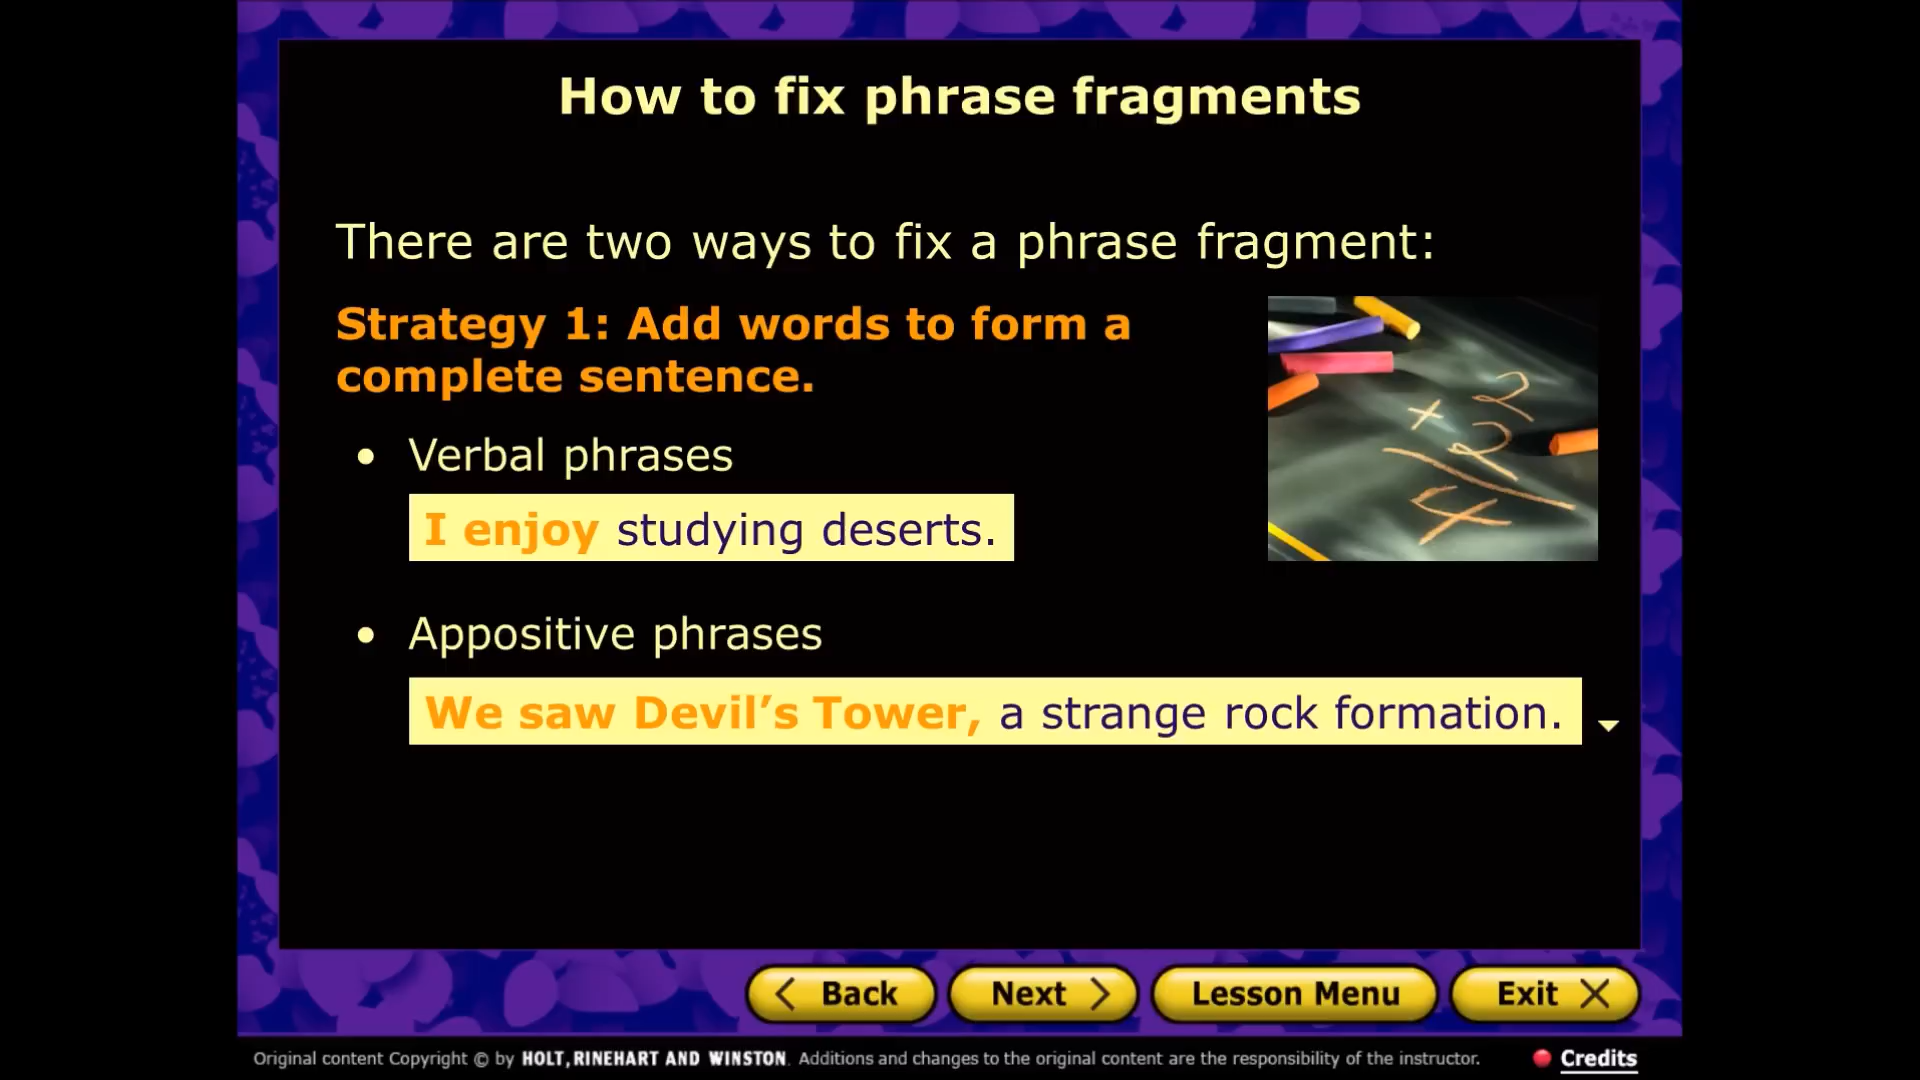 How to fix phrase fragments
There are two ways to fix a phrase fragment:
Strategy 1: Add words to form a
complete sentence.
• Verbal phrases
I enjoy studying deserts.
2
+ 2
4
• Appositive phrases
We saw Devil’s Tower, a strange rock formation.
Back Next Lesson Menu Exit
Original content Copyright © by HOLT, RINEHART AND WINSTON. Additions and changes to the original content are the responsibility of the instructor. Credits